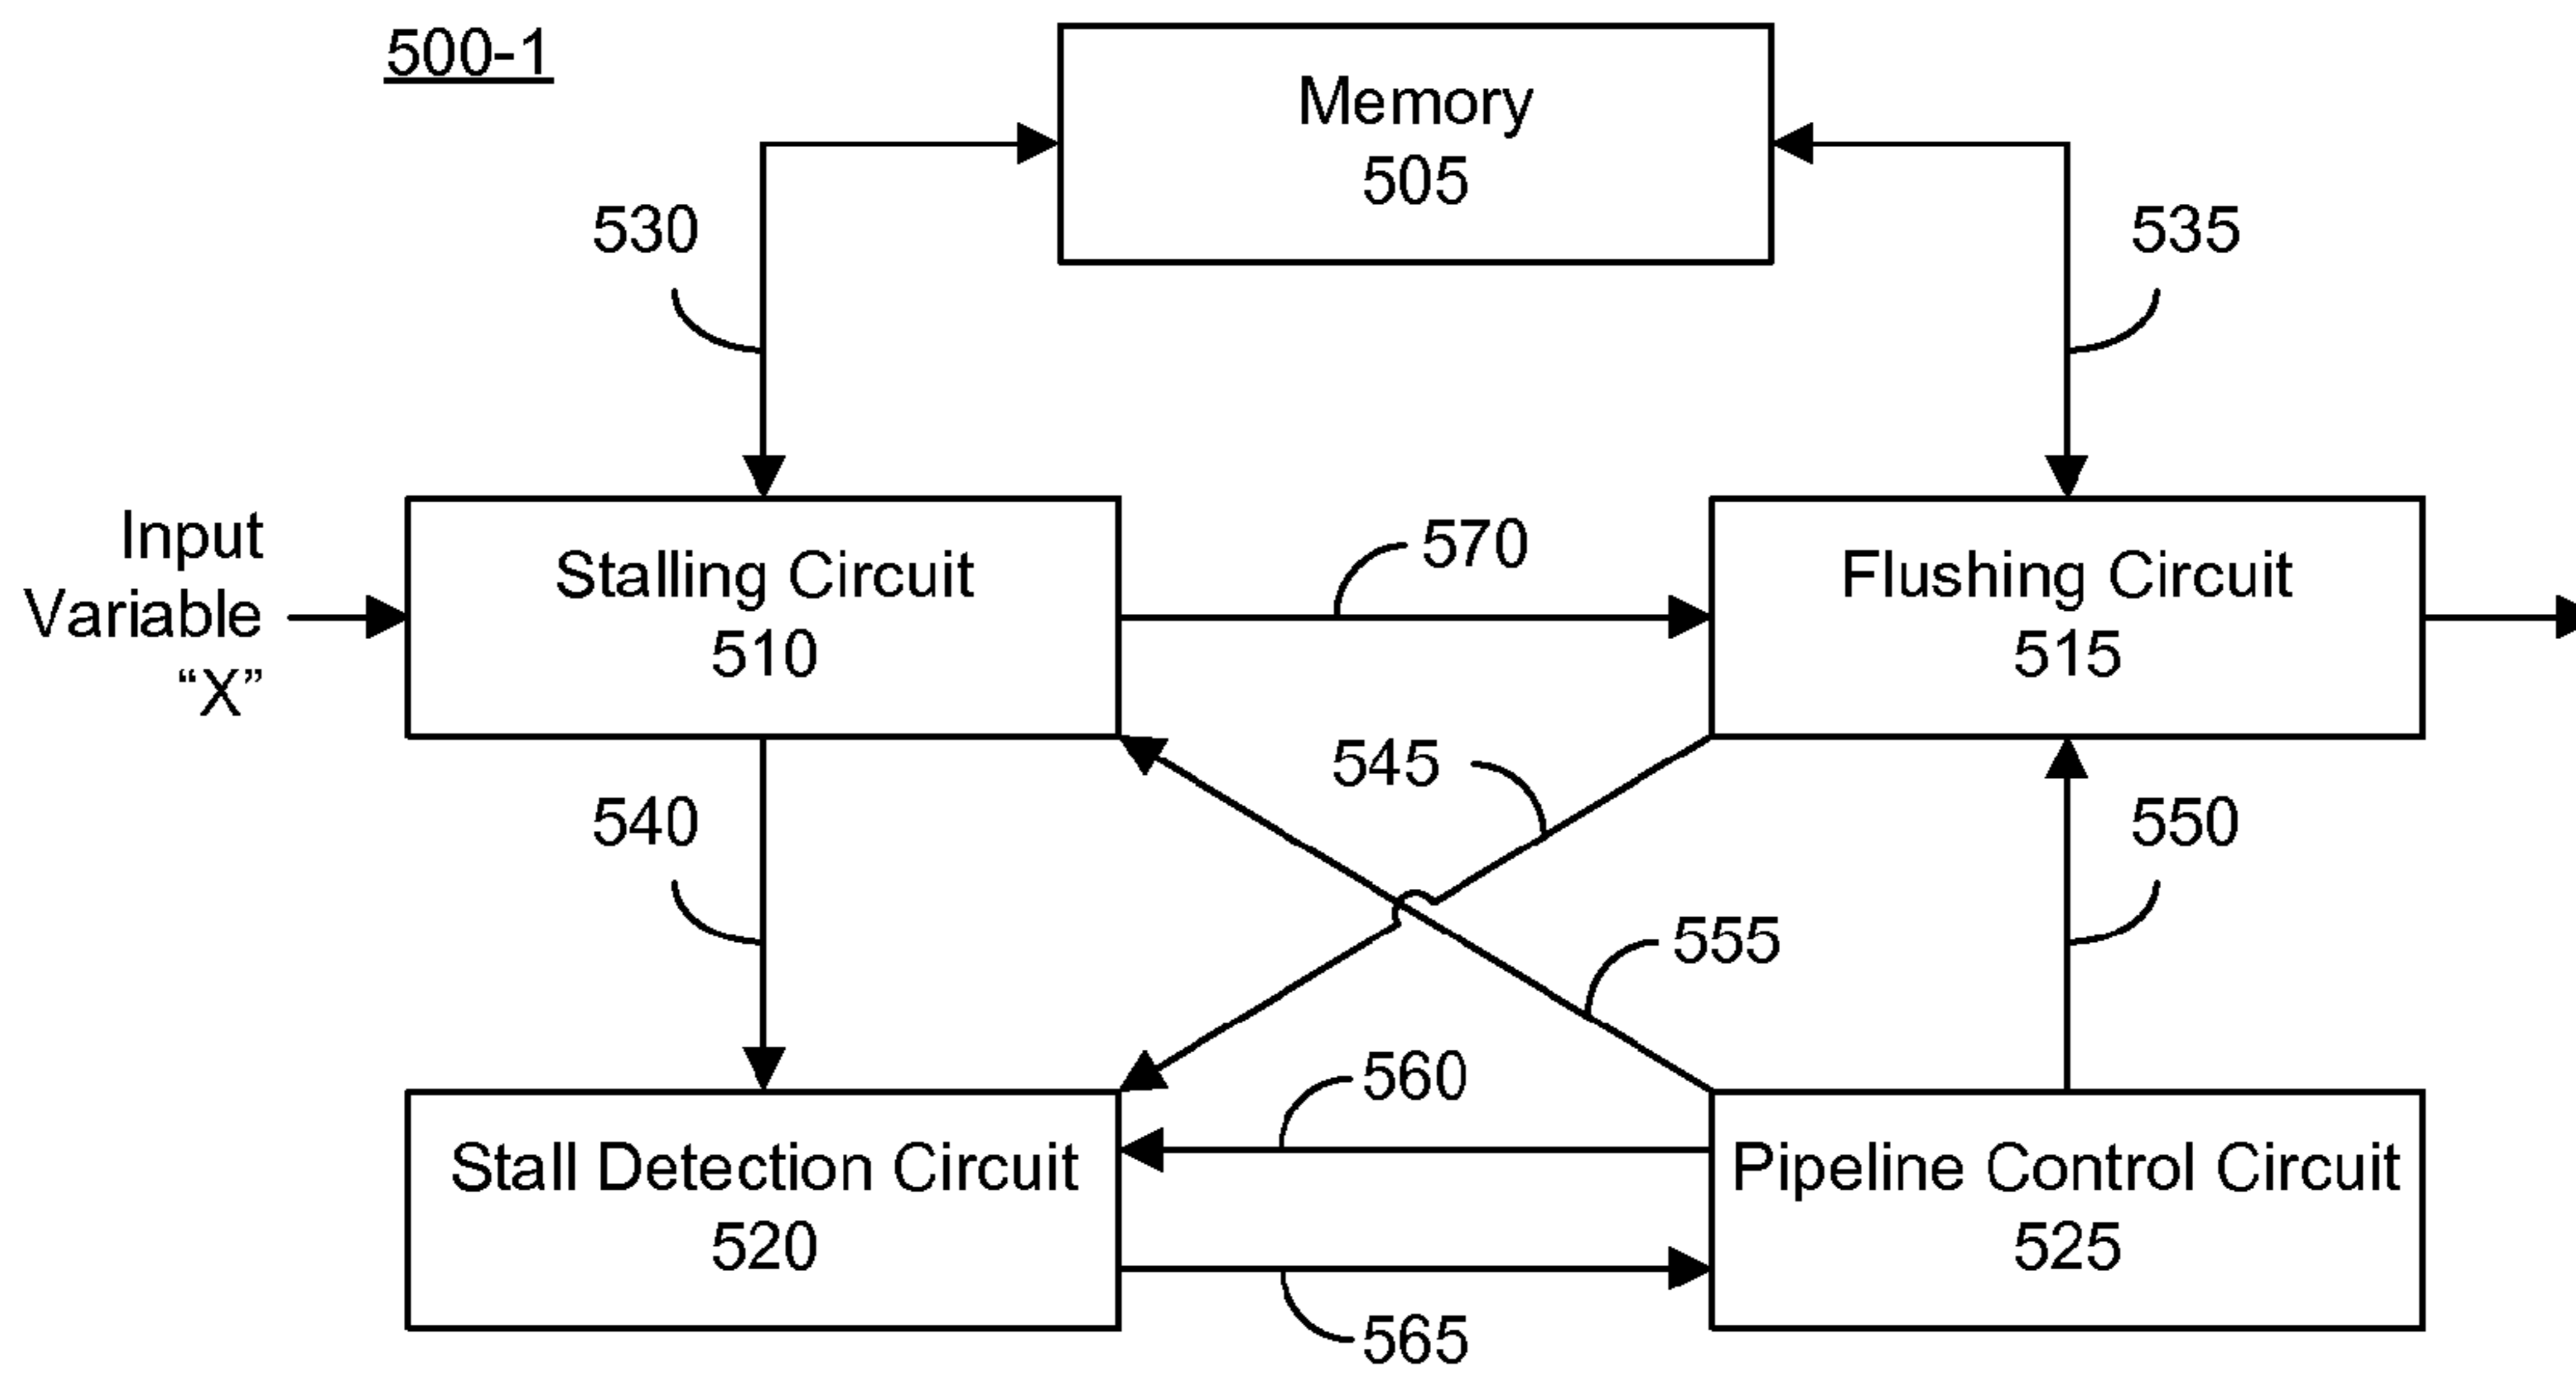 500-1
Memory
505
530
535
Input
Variable
“X”
Stalling Circuit
510
570
Flushing Circuit
515
545
540
550
555
560
Stall Detection Circuit
520
Pipeline Control Circuit
525
565